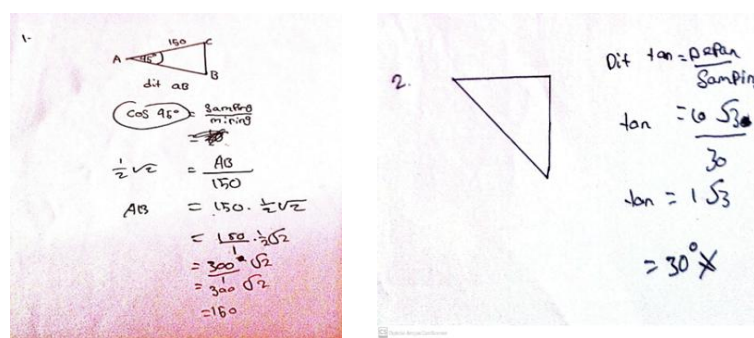 1.
150
A 45° C
B
dit AB
Cos 45° = samping
miring
=
1/2 √2 = AB
150
AB = 150 . 1/2 √2
= 150 . 1/2 √2
1
= 300 √2
1
= 300 √2
= 150
2.
Dit tan = Depan
Samping
tan = √3
30
tan = 1 √3
= 30° X